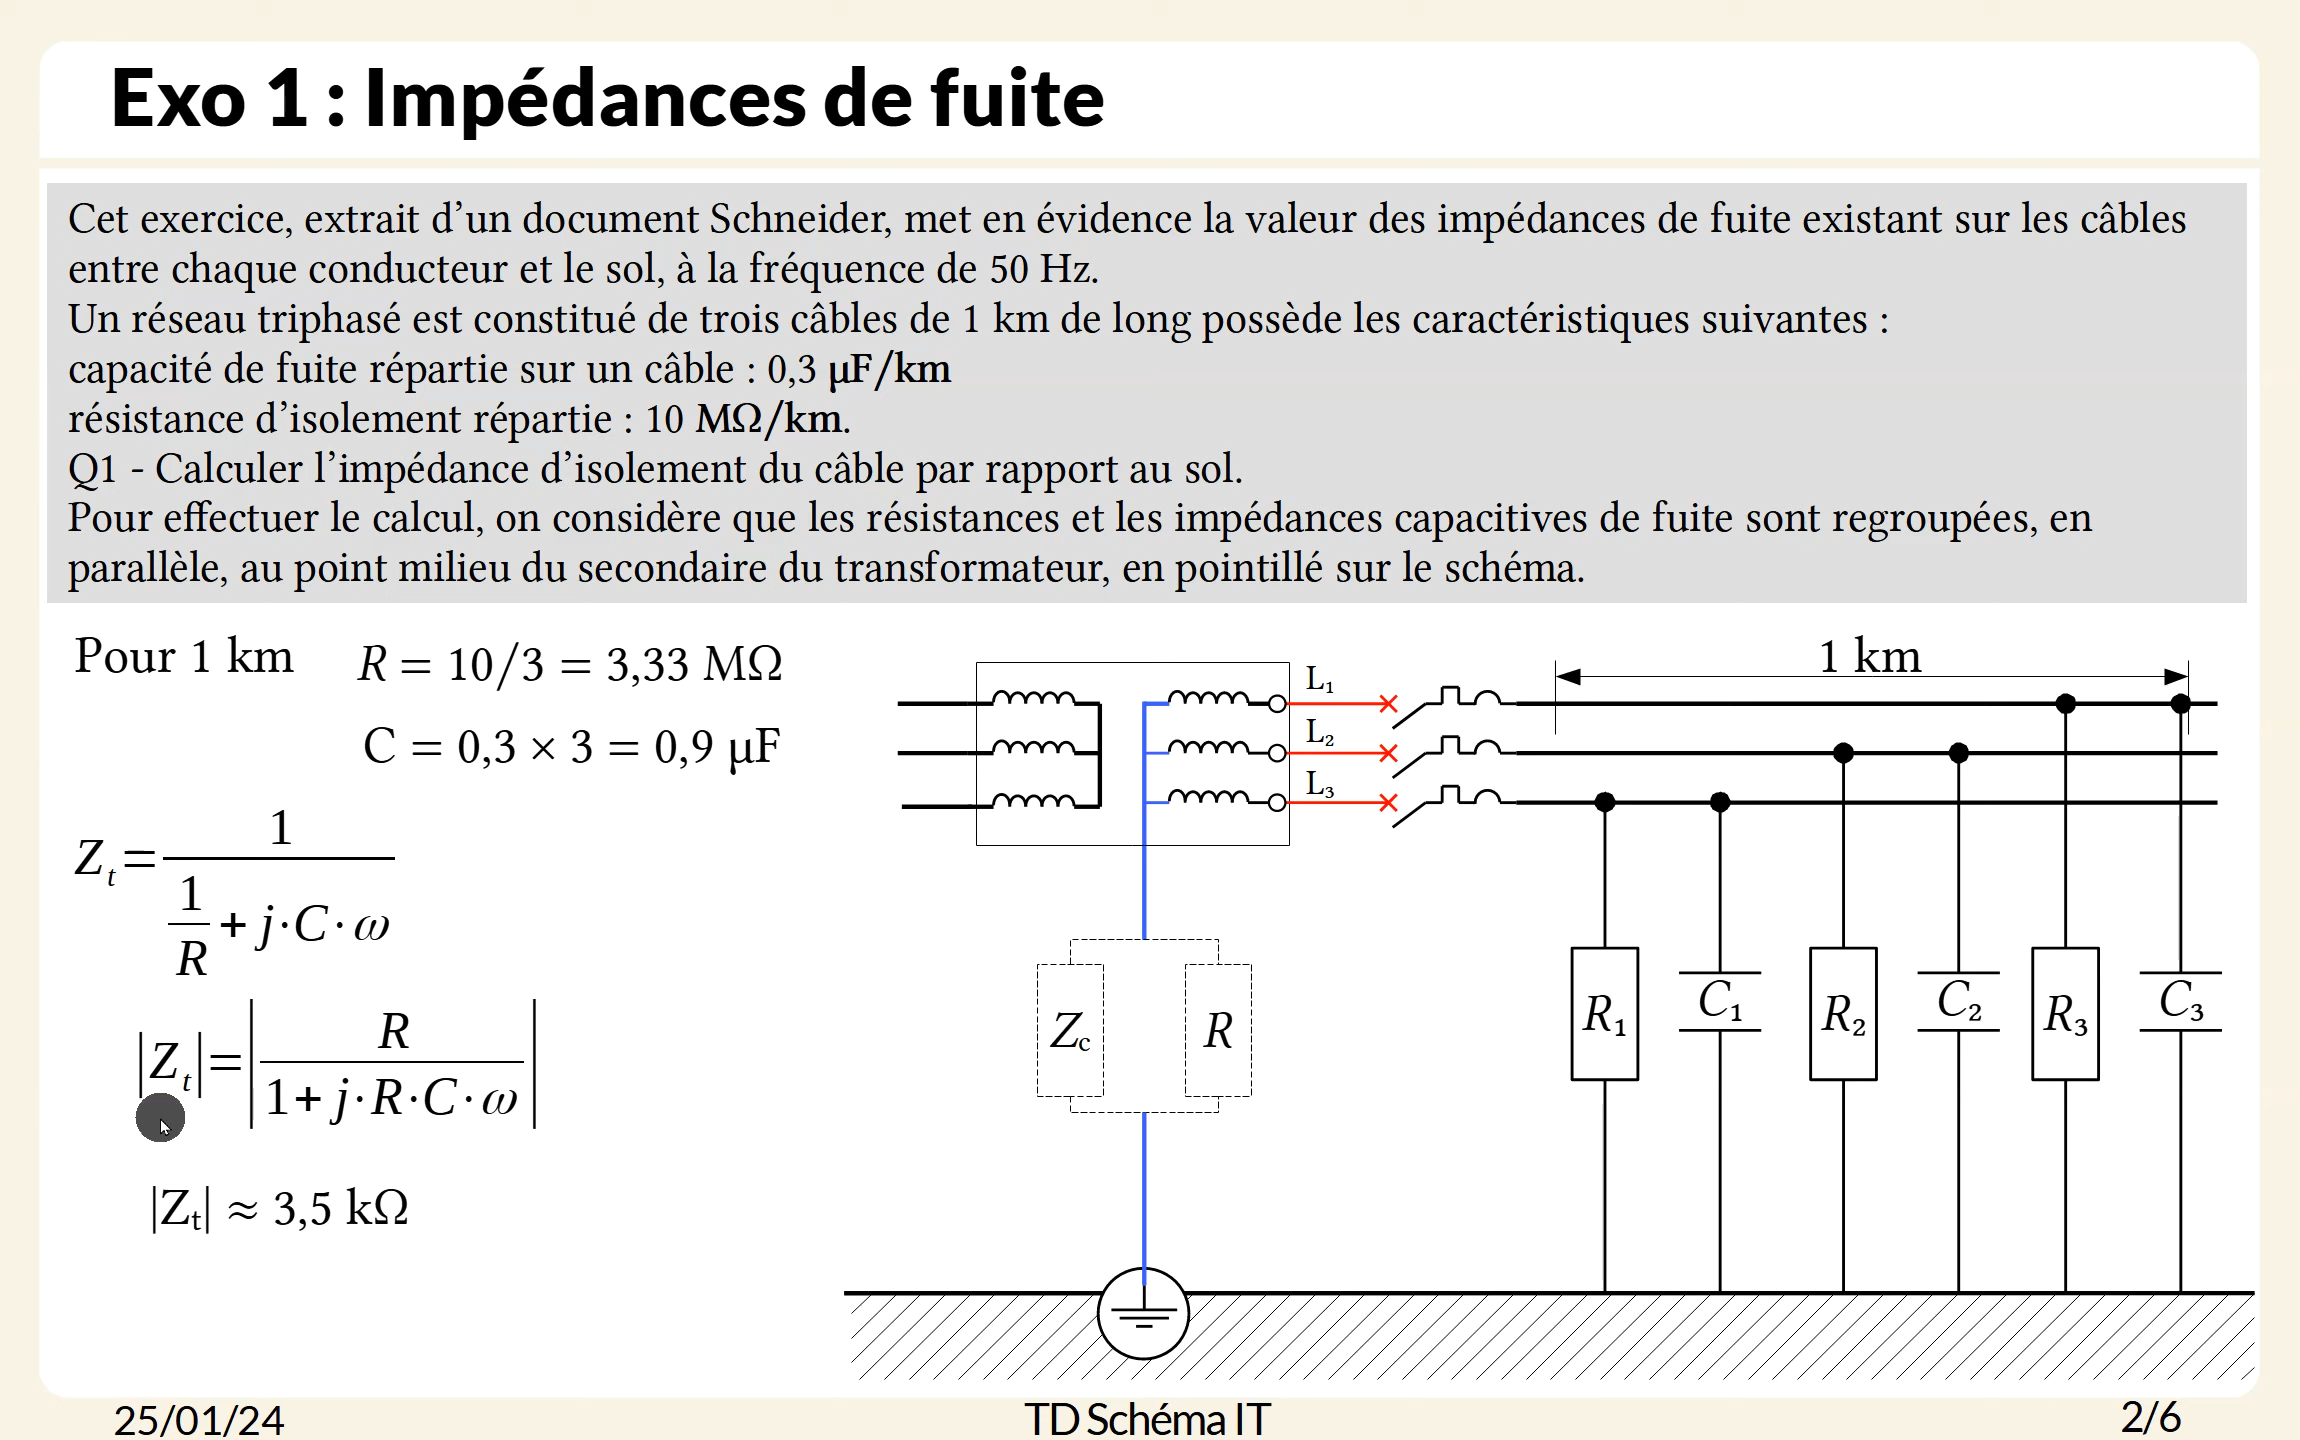 Exo 1 : Impédances de fuite
Cet exercice, extrait d’un document Schneider, met en évidence la valeur des impédances de fuite existant sur les câbles
entre chaque conducteur et le sol, à la fréquence de 50 Hz.
Un réseau triphasé est constitué de trois câbles de 1 km de long possède les caractéristiques suivantes :
capacité de fuite répartie sur un câble : 0,3 µF/km
résistance d’isolement répartie : 10 MΩ/km.
Q1 - Calculer l’impédance d’isolement du câble par rapport au sol.
Pour effectuer le calcul, on considère que les résistances et les impédances capacitives de fuite sont regroupées, en
parallèle, au point milieu du secondaire du transformateur, en pointillé sur le schéma.
Pour 1 km R = 10/3 = 3,33 MΩ
C = 0,3 × 3 = 0,9 µF
Z_t = 1 / (1/R + j·C·ω)
|Z_t| = |R / (1 + j·R·C·ω)|
|Z_t| ≈ 3,5 kΩ
1 km
L₁
L₂
L₃
Z_c R
R₁ C₁ R₂ C₂ R₃ C₃
25/01/24 TD Schéma IT 2/6